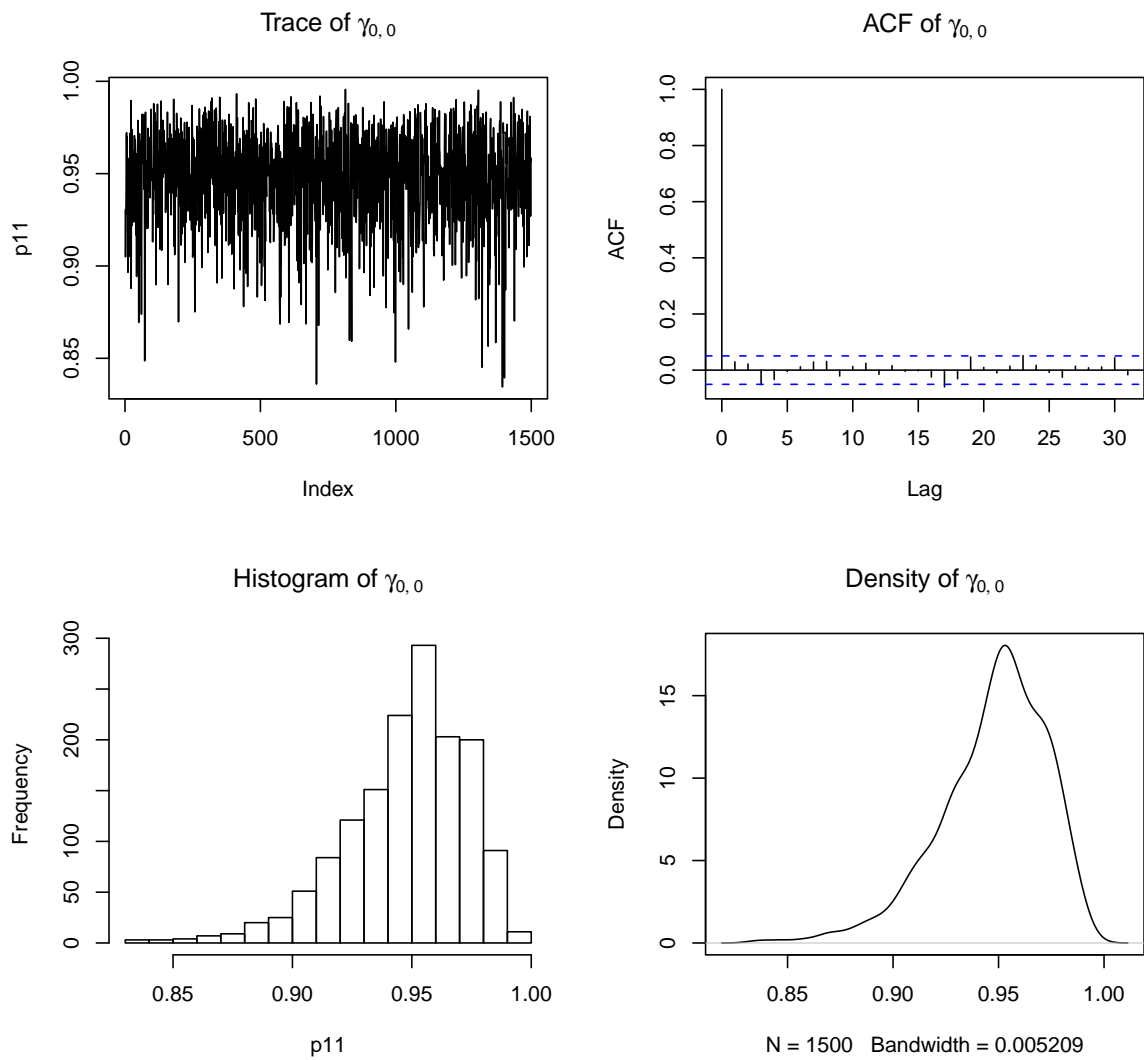 Trace of γ0, 0
p11
1.00
0.95
0.90
0.85
0 500 1000 1500
Index
ACF of γ0, 0
ACF
1.0
0.8
0.6
0.4
0.2
0.0
0 5 10 15 20 25 30
Lag
Histogram of γ0, 0
Frequency
300
200
100
50
0
0.85 0.90 0.95 1.00
p11
Density of γ0, 0
Density
15
10
5
0
0.85 0.90 0.95 1.00
N = 1500 Bandwidth = 0.005209